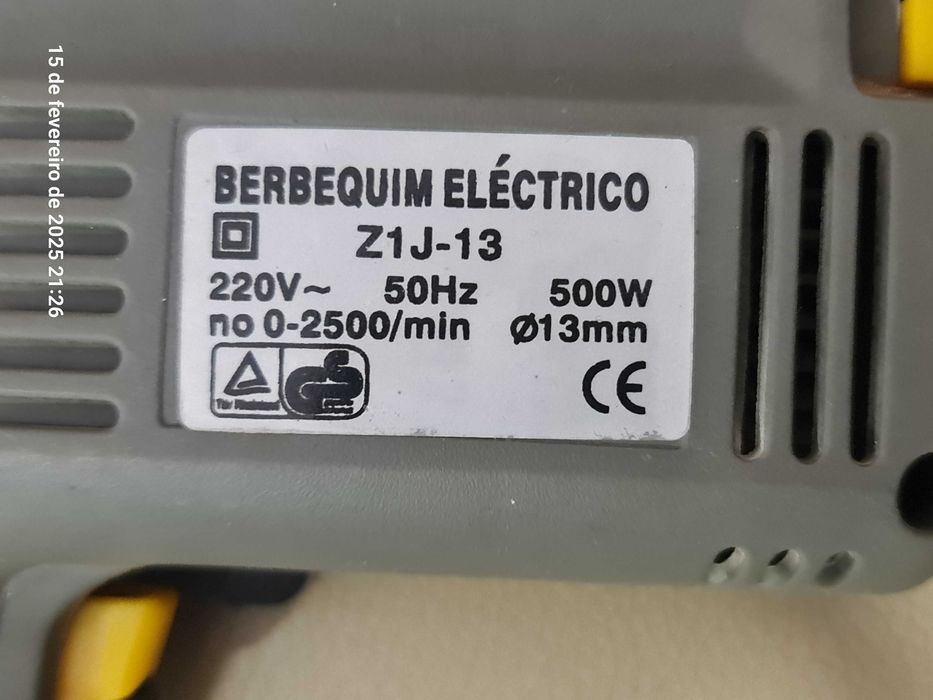 BERBEQUIM ELÉCTRICO
Z1J-13
220V~ 50Hz 500W
no 0-2500/min Ø13mm
CE
15 de fevereiro de 2025 21:26